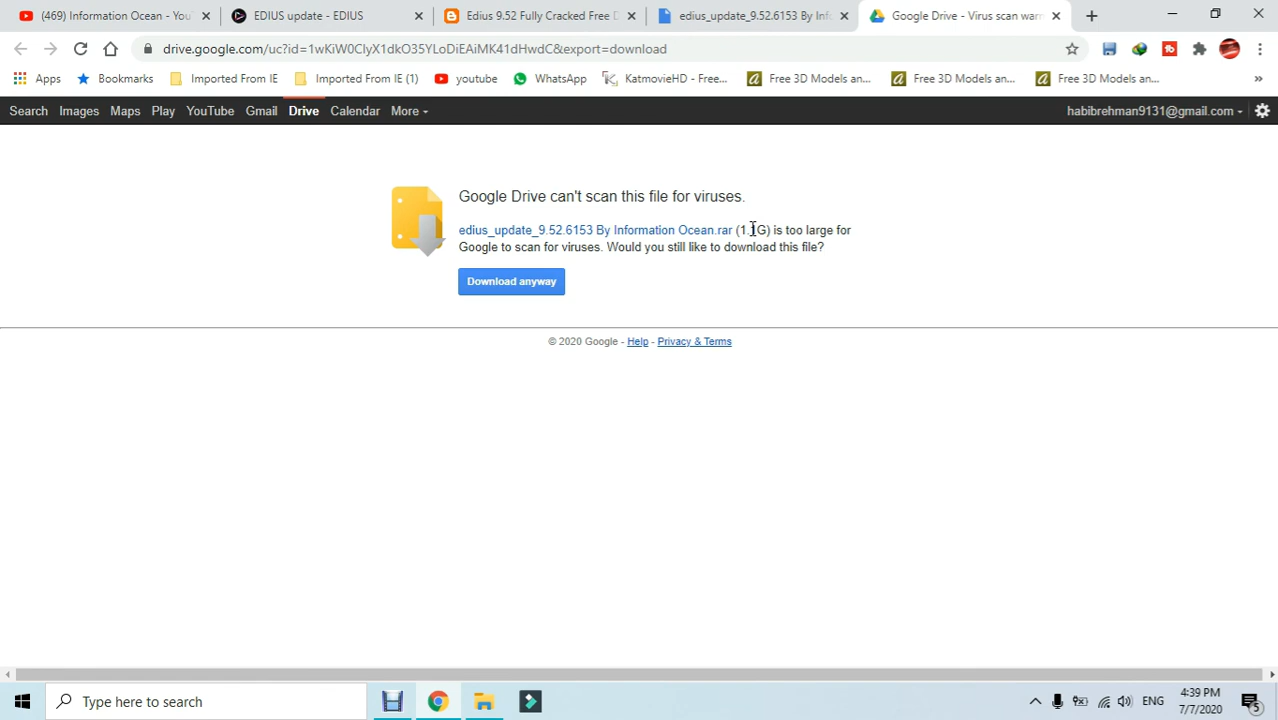 (469) Information Ocean - You
EDIUS update - EDIUS
Edius 9.52 Fully Cracked Free D
edius_update_9.52.6153 By Inf
Google Drive - Virus scan warn
drive.google.com/uc?id=1wKiW0ClyX1dkO35YLoDiEAiMK41dHwdC&export=download
Apps
Bookmarks
Imported From IE
Imported From IE (1)
youtube
WhatsApp
KatmovieHD - Free...
Free 3D Models an...
Free 3D Models an...
Free 3D Models an...
Search Images Maps Play YouTube Gmail Drive Calendar More
habibrehman9131@gmail.com
Google Drive can't scan this file for viruses.
edius_update_9.52.6153 By Information Ocean.rar (1. G) is too large for
Google to scan for viruses. Would you still like to download this file?
Download anyway
© 2020 Google - Help - Privacy & Terms
Type here to search
ENG
4:39 PM
7/7/2020
5